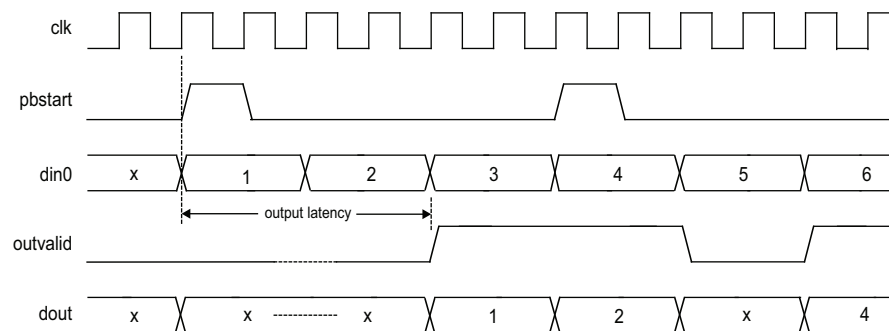 clk
pbstart
din0 x 1 2 3 4 5 6
output latency
outvalid
dout x x x 1 2 x 4